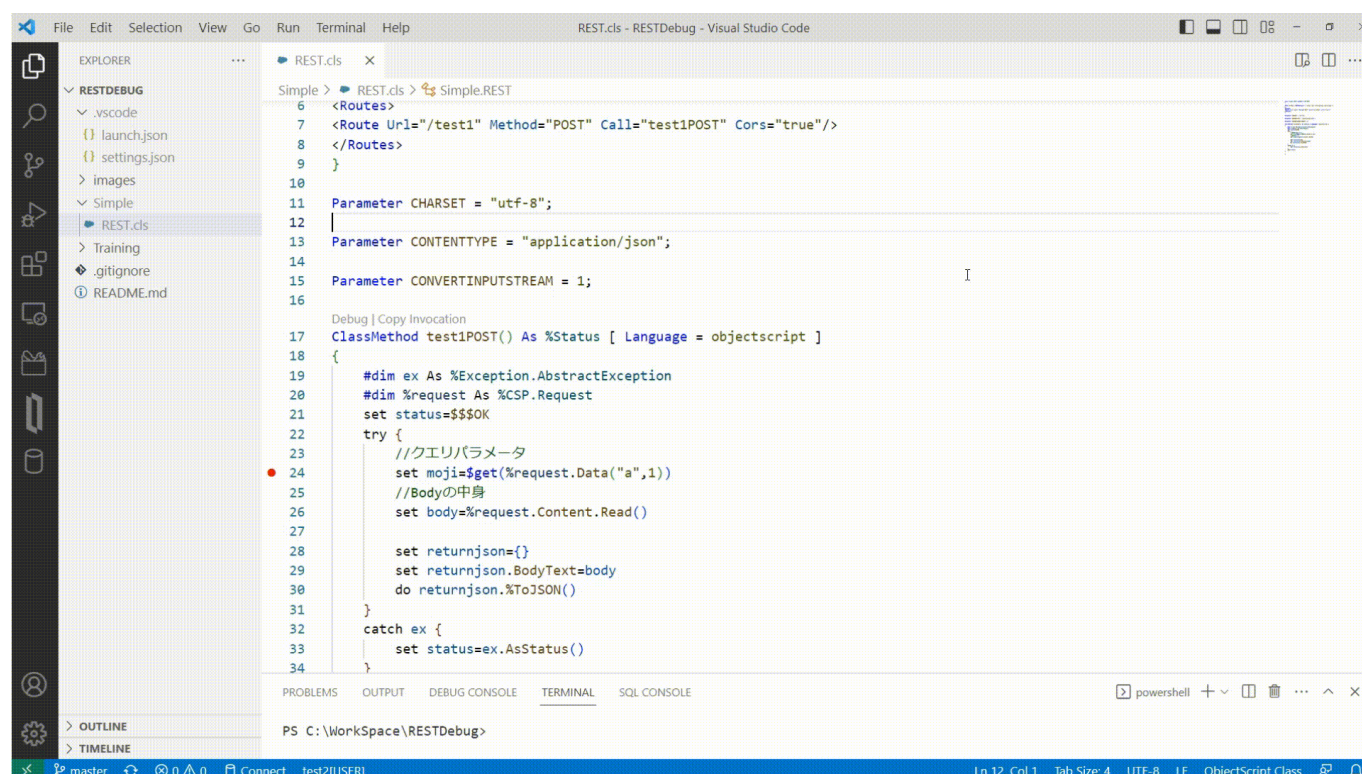 File Edit Selection View Go Run Terminal Help REST.cls - RESTDebug - Visual Studio Code
EXPLORER
RESTDEBUG
.vscode
launch.json
settings.json
images
Simple
REST.cls
Training
.gitignore
README.md
OUTLINE
TIMELINE
REST.cls
Simple > REST.cls > Simple.REST
6 <Routes>
7 <Route Url="/test1" Method="POST" Call="test1POST" Cors="true"/>
8 </Routes>
9 }
10
11 Parameter CHARSET = "utf-8";
12
13 Parameter CONTENTTYPE = "application/json";
14
15 Parameter CONVERTINPUTSTREAM = 1;
16
Debug | Copy Invocation
17 ClassMethod test1POST() As %Status [ Language = objectscript ]
18 {
19 #dim ex As %Exception.AbstractException
20 #dim %request As %CSP.Request
21 set status=$$$OK
22 try {
23 //クエリパラメータ
24 set moji=$get(%request.Data("a",1))
25 //Bodyの中身
26 set body=%request.Content.Read()
27
28 set returnjson={}
29 set returnjson.BodyText=body
30 do returnjson.%ToJSON()
31 }
32 catch ex {
33 set status=ex.AsStatus()
34 }
PROBLEMS OUTPUT DEBUG CONSOLE TERMINAL SQL CONSOLE powershell
PS C:\WorkSpace\RESTDebug>
master 0 0 Connect test2[USER] Ln 12, Col 1 Tab Size: 4 UTF-8 LF ObjectScript Class